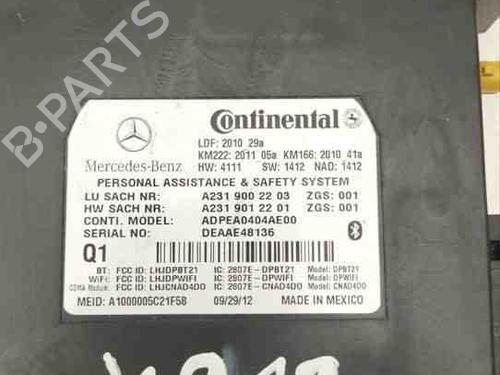 B-PARTS
Mercedes-Benz
Continental
LDF: 2010 29a
KM222: 2011 05a KM166: 2010 41a
HW: 4111 SW: 1412 NAD: 1412
PERSONAL ASSISTANCE & SAFETY SYSTEM
LU SACH NR: A231 900 22 03 ZGS: 001
HW SACH NR: A231 901 22 01 ZGS: 001
CONTI. MODEL: ADPEA0404AE00
SERIAL NO: DEAAE48136
Q1
BT: FCC ID: LHJDPBT21 IC: 2807E-DPBT21 Model: DPBT21
WiFi: FCC ID: LHJDPWIFI IC: 2807E-DPWIFI Model: DPWIFI
CDMA Module: FCC ID: LHJCNAD4DO IC: 2807E-CNAD4DO Model: CNAD4DO
MEID: A1000005C21F58 09/29/12 MADE IN MEXICO